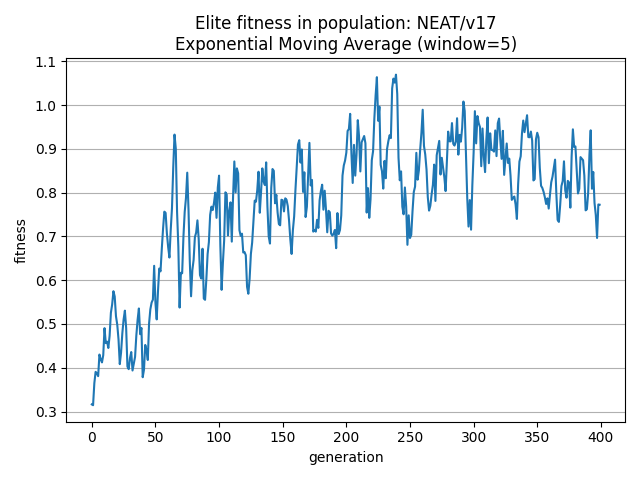 Elite fitness in population: NEAT/v17
Exponential Moving Average (window=5)
1.1
1.0
0.9
0.8
0.7
0.6
0.5
0.4
0.3
fitness
0 50 100 150 200 250 300 350 400
generation